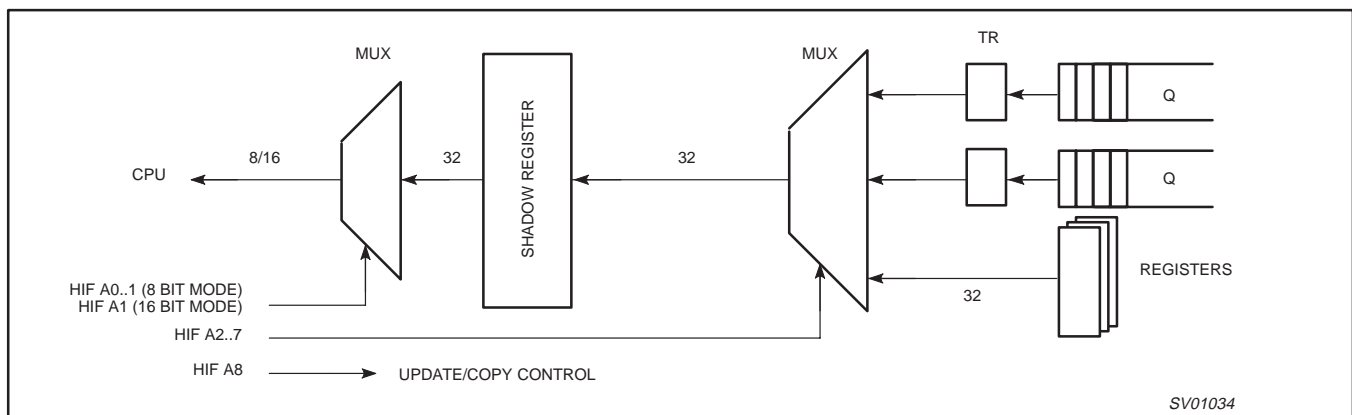 TR
MUX
MUX
Q
SHADOW REGISTER
8/16
32
32
CPU
Q
REGISTERS
32
HIF A0..1 (8 BIT MODE)
HIF A1 (16 BIT MODE)
HIF A2..7
HIF A8
UPDATE/COPY CONTROL
SV01034